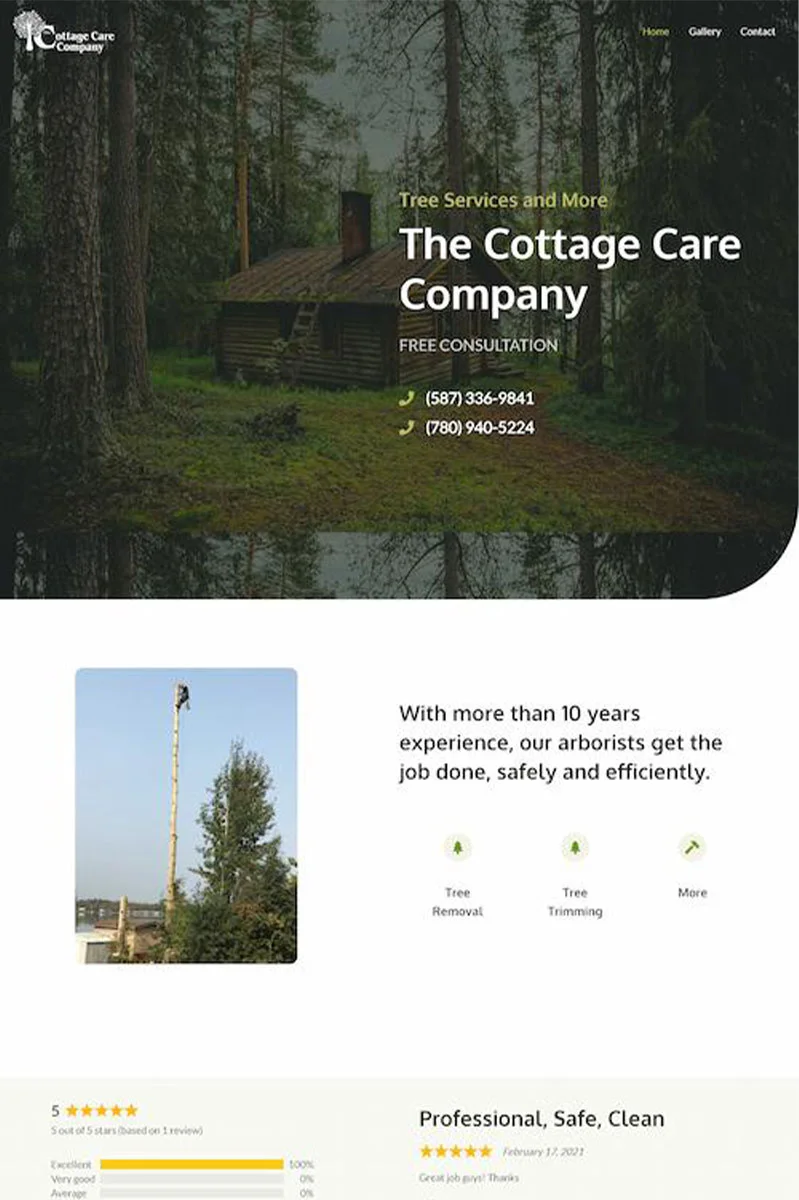 Cottage Care
Company
Home Gallery Contact
Tree Services and More
The Cottage Care
Company
FREE CONSULTATION
(587) 336-9841
(780) 940-5224
With more than 10 years
experience, our arborists get the
job done, safely and efficiently.
Tree
Removal
Tree
Trimming
More
5
5 out of 5 stars (based on 1 review)
Excellent 100%
Very good 0%
Average 0%
Professional, Safe, Clean
February 17, 2021
Great job guys! Thanks